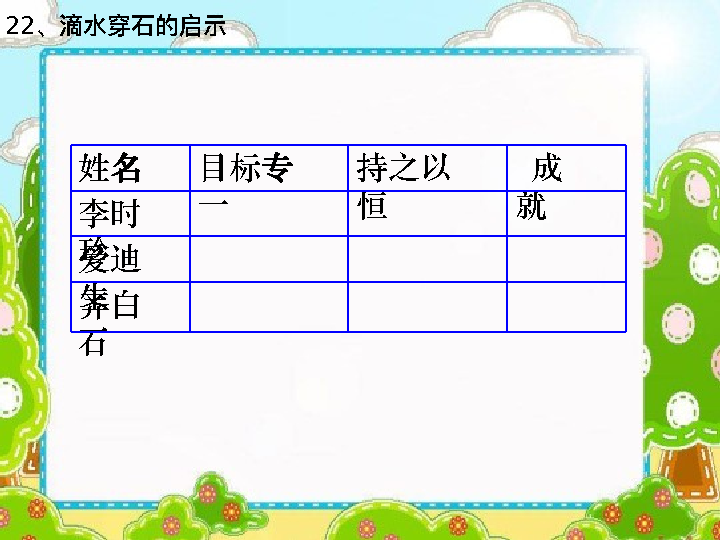 22、滴水穿石的启示
姓名 目标专一 持之以恒 成就
李时珍
爱迪生
齐白石